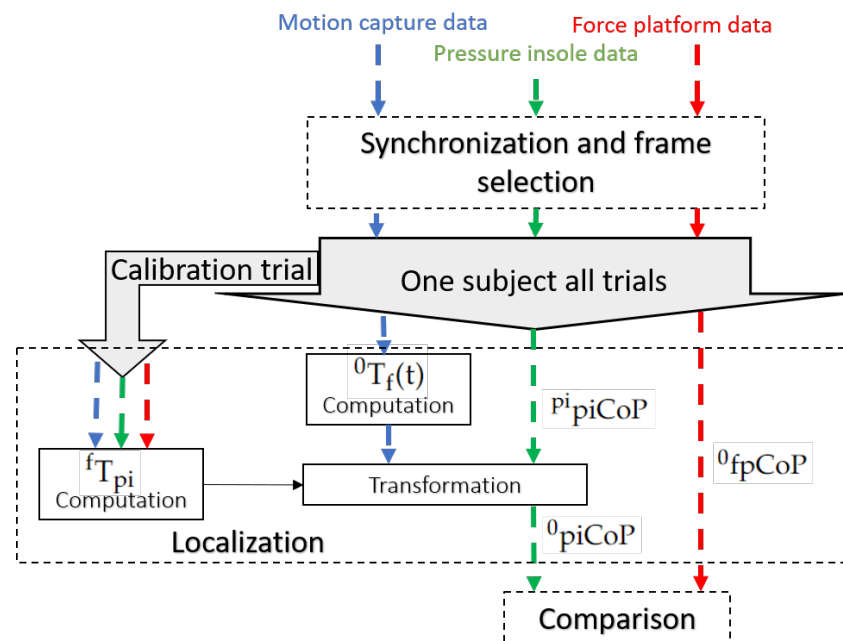 Motion capture data
Force platform data
Pressure insole data
Synchronization and frame
selection
Calibration trial
One subject all trials
⁰T_f(t)
Computation
ᵖⁱpiCoP
ᶠT_pi
Computation
Transformation
⁰fpCoP
Localization
⁰piCoP
Comparison